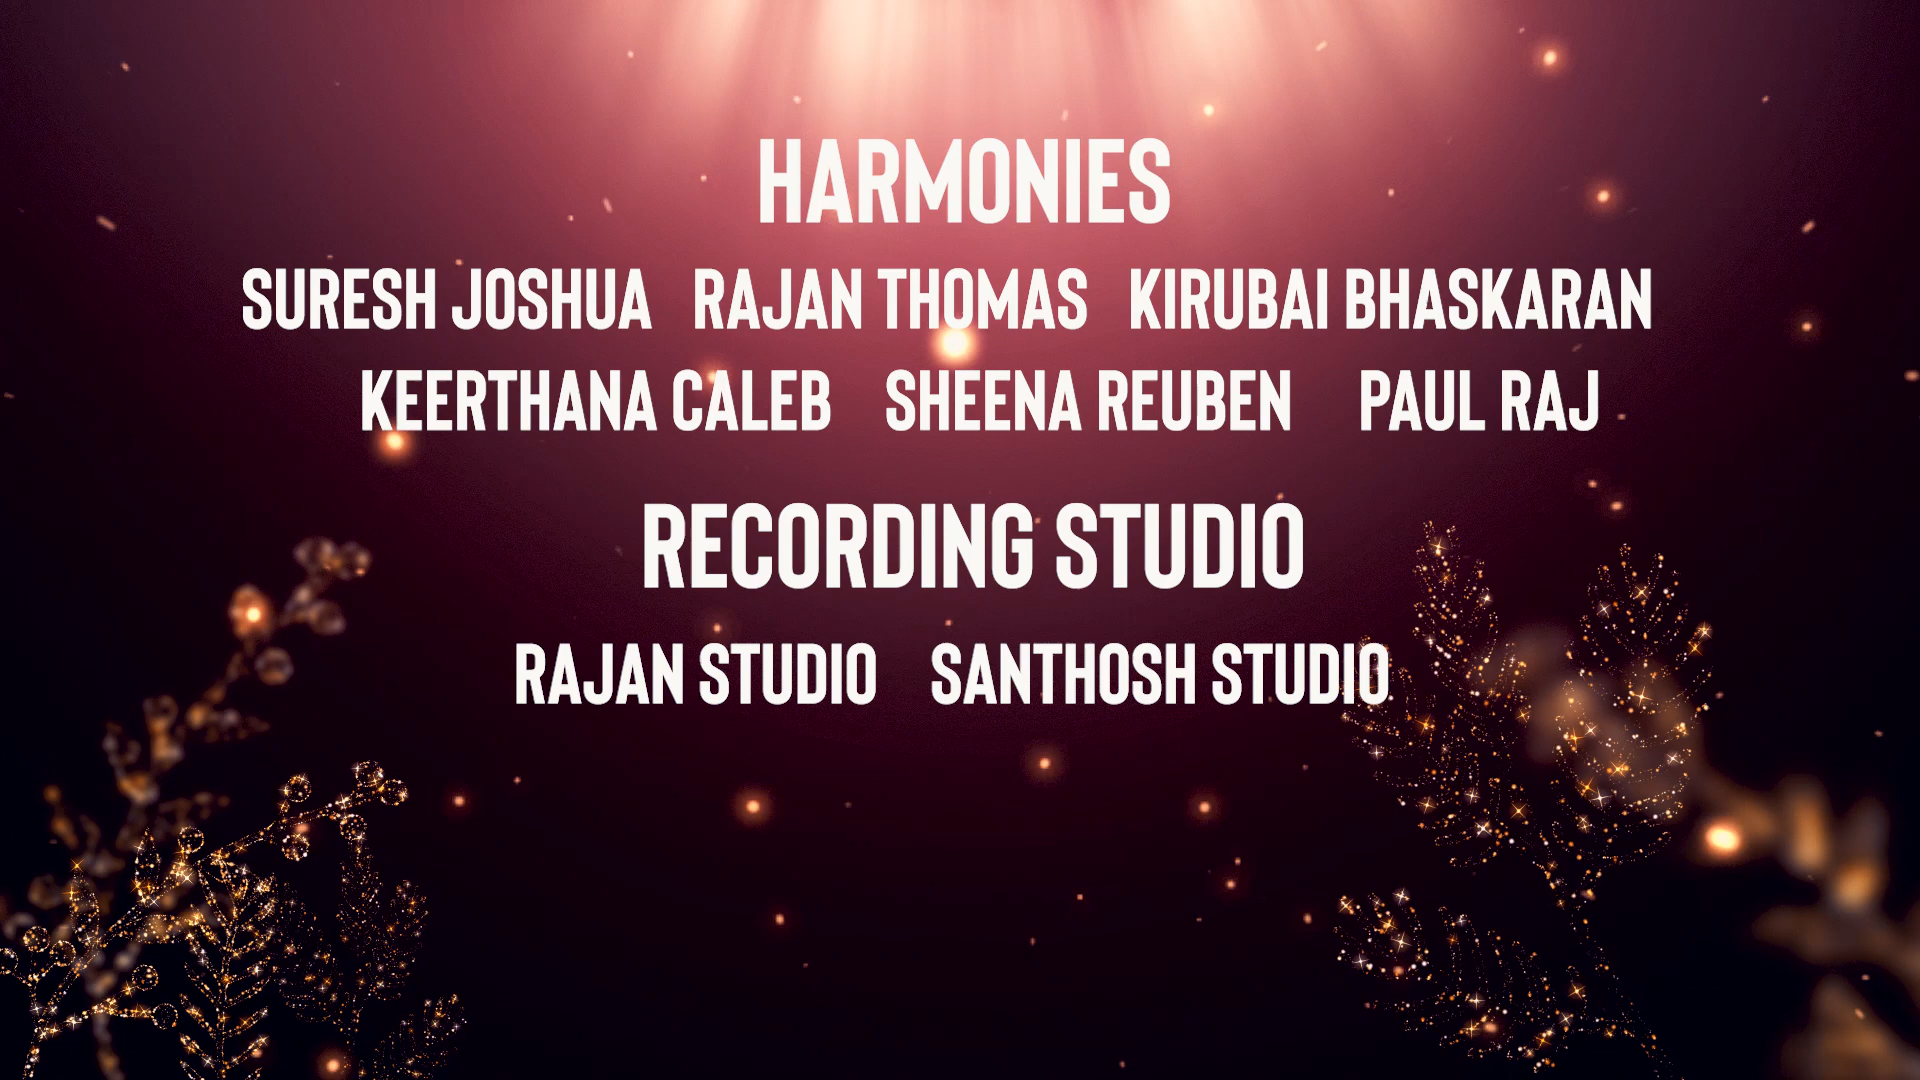 HARMONIES
SURESH JOSHUA RAJAN THOMAS KIRUBAI BHASKARAN
KEERTHANA CALEB SHEENA REUBEN PAUL RAJ
RECORDING STUDIO
RAJAN STUDIO SANTHOSH STUDIO